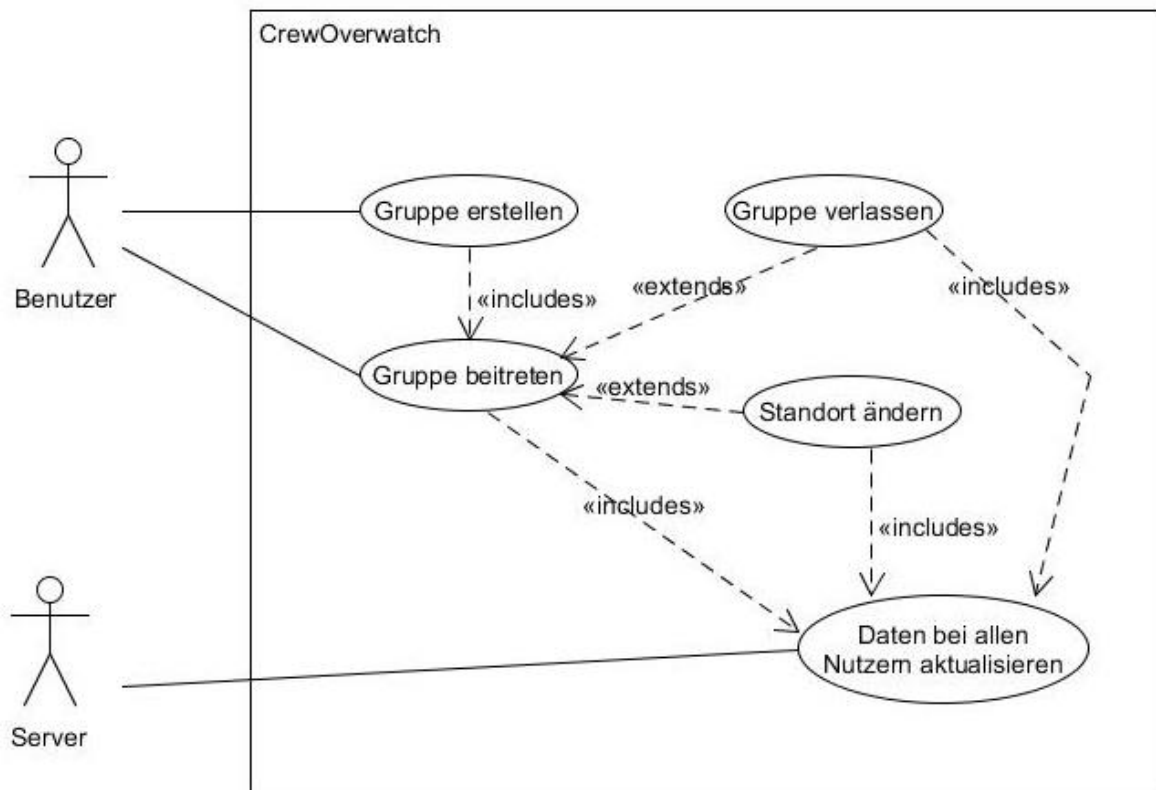 CrewOverwatch
Gruppe erstellen
Gruppe verlassen
Benutzer
«includes»
«extends»
«includes»
Gruppe beitreten
«extends»
Standort ändern
«includes»
«includes»
Daten bei allen
Nutzern aktualisieren
Server